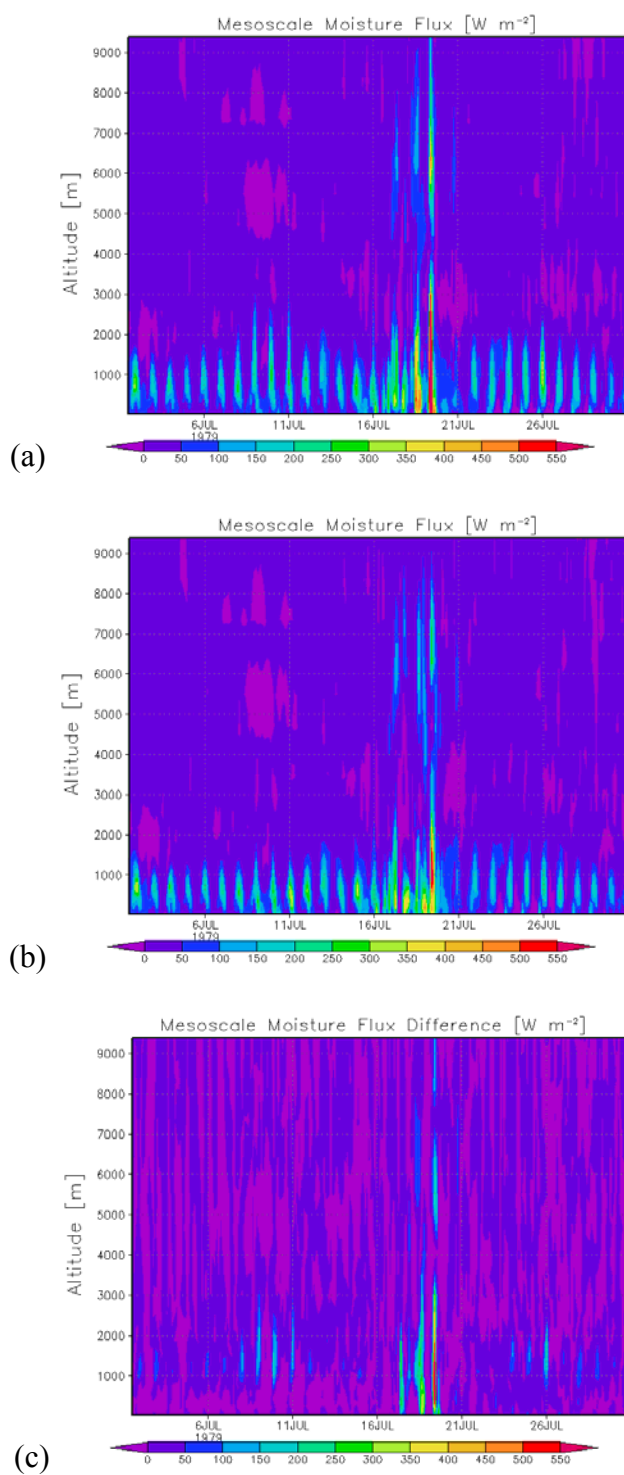 Mesoscale Moisture Flux [W m⁻²]
9000
8000
7000
6000
5000
4000
3000
2000
1000
Altitude [m]
6JUL 11JUL 16JUL 21JUL 26JUL
1979
(a)
0 50 100 150 200 250 300 350 400 450 500 550
Mesoscale Moisture Flux [W m⁻²]
9000
8000
7000
6000
5000
4000
3000
2000
1000
Altitude [m]
6JUL 11JUL 16JUL 21JUL 26JUL
1979
(b)
0 50 100 150 200 250 300 350 400 450 500 550
Mesoscale Moisture Flux Difference [W m⁻²]
9000
8000
7000
6000
5000
4000
3000
2000
1000
Altitude [m]
6JUL 11JUL 16JUL 21JUL 26JUL
1979
(c)
0 50 100 150 200 250 300 350 400 450 500 550